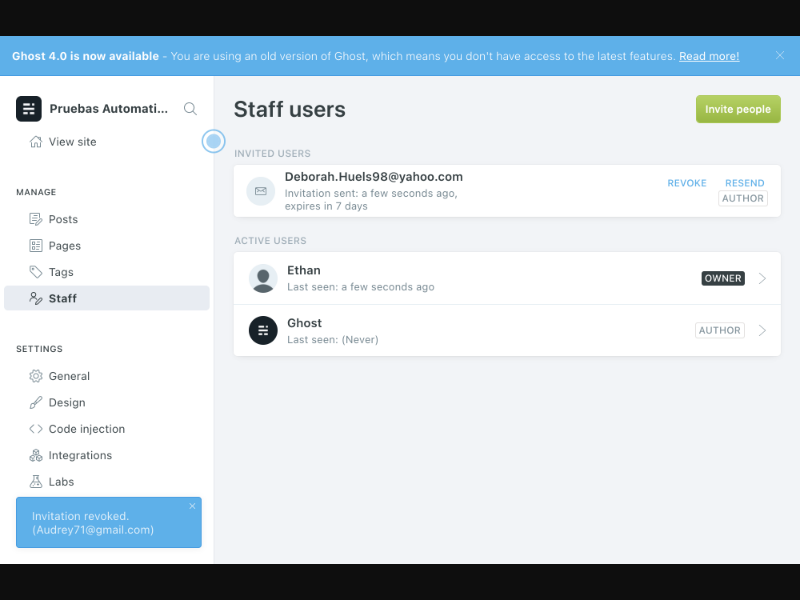 Ghost 4.0 is now available - You are using an old version of Ghost, which means you don't have access to the latest features. Read more!
Pruebas Automati...
View site
MANAGE
Posts
Pages
Tags
Staff
SETTINGS
General
Design
Code injection
Integrations
Labs
Invitation revoked.
(Audrey71@gmail.com)
Staff users
Invite people
INVITED USERS
Deborah.Huels98@yahoo.com
Invitation sent: a few seconds ago,
expires in 7 days
REVOKE RESEND
AUTHOR
ACTIVE USERS
Ethan
Last seen: a few seconds ago
OWNER
Ghost
Last seen: (Never)
AUTHOR